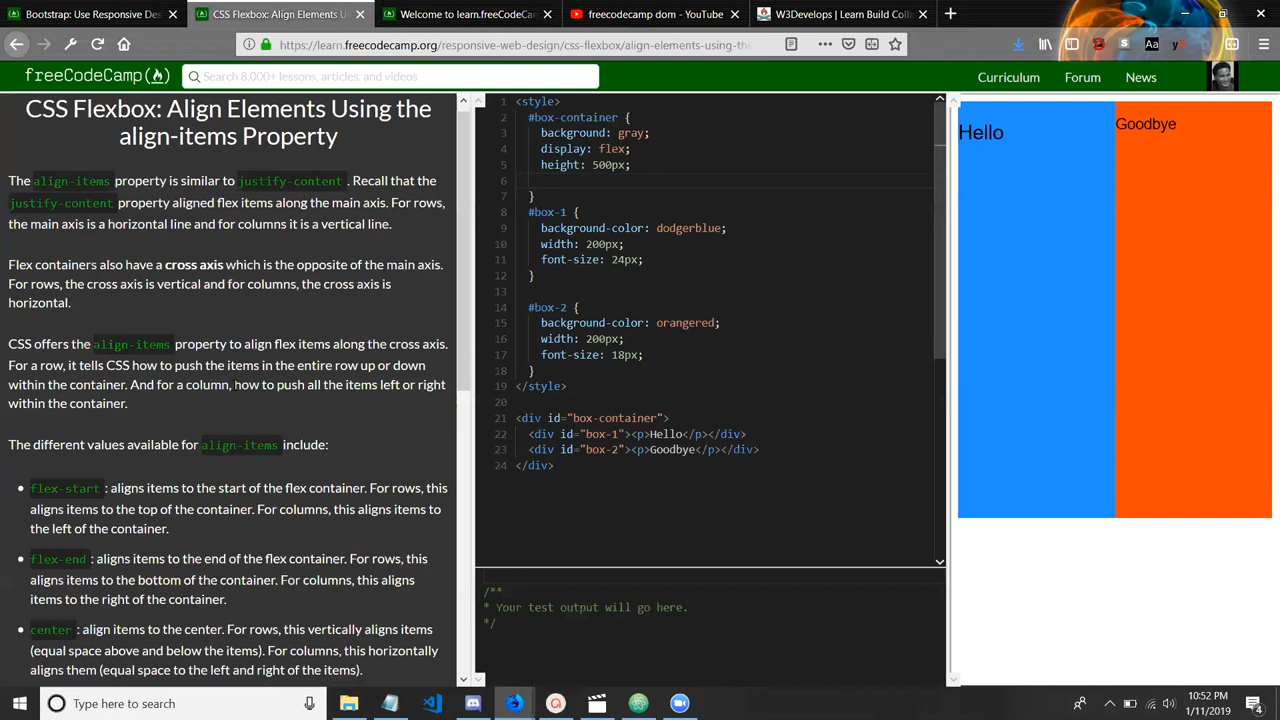 Bootstrap: Use Responsive Des
CSS Flexbox: Align Elements U
Welcome to learn.freeCodeCam
freecodecamp dom - YouTube
W3Develops | Learn Build Colla
https://learn.freecodecamp.org/responsive-web-design/css-flexbox/align-elements-using-the
freeCodeCamp
Search 8,000+ lessons, articles, and videos
Curriculum
Forum
News
CSS Flexbox: Align Elements Using the
align-items Property
The align-items property is similar to justify-content . Recall that the
justify-content property aligned flex items along the main axis. For rows,
the main axis is a horizontal line and for columns it is a vertical line.
Flex containers also have a cross axis which is the opposite of the main axis.
For rows, the cross axis is vertical and for columns, the cross axis is
horizontal.
CSS offers the align-items property to align flex items along the cross axis.
For a row, it tells CSS how to push the items in the entire row up or down
within the container. And for a column, how to push all the items left or right
within the container.
The different values available for align-items include:
flex-start : aligns items to the start of the flex container. For rows, this
aligns items to the top of the container. For columns, this aligns items to
the left of the container.
flex-end : aligns items to the end of the flex container. For rows, this
aligns items to the bottom of the container. For columns, this aligns
items to the right of the container.
center : align items to the center. For rows, this vertically aligns items
(equal space above and below the items). For columns, this horizontally
aligns them (equal space to the left and right of the items).
1 <style>
2 #box-container {
3 background: gray;
4 display: flex;
5 height: 500px;
6
7 }
8 #box-1 {
9 background-color: dodgerblue;
10 width: 200px;
11 font-size: 24px;
12 }
13
14 #box-2 {
15 background-color: orangered;
16 width: 200px;
17 font-size: 18px;
18 }
19 </style>
20
21 <div id="box-container">
22 <div id="box-1"><p>Hello</p></div>
23 <div id="box-2"><p>Goodbye</p></div>
24 </div>
/**
* Your test output will go here.
*/
Hello
Goodbye
Type here to search
10:52 PM
1/11/2019
4